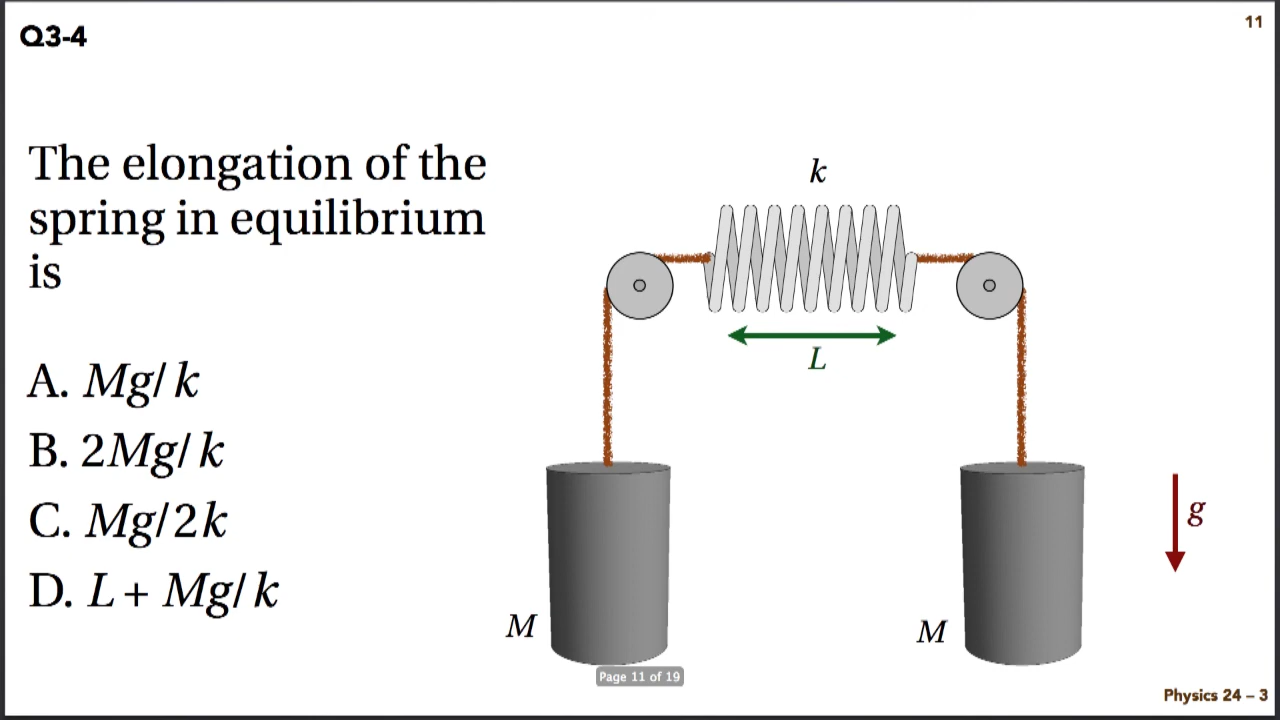 Q3-4
11
The elongation of the
spring in equilibrium
is
A. Mg/k
B. 2Mg/k
C. Mg/2k
D. L + Mg/k
k
L
g
M
M
Page 11 of 19
Physics 24 – 3